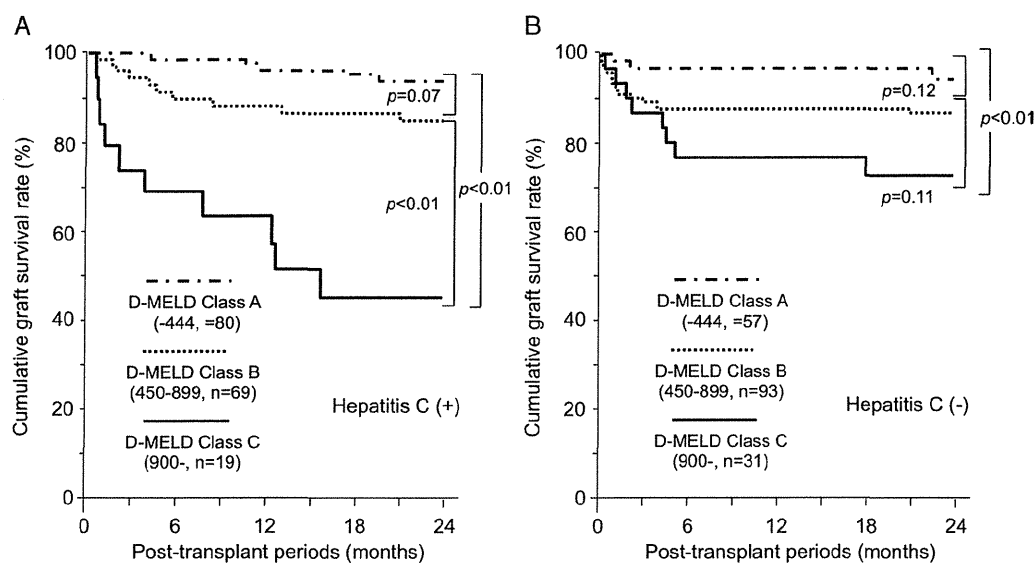 A
Cumulative graft survival rate (%)
100
80
60
40
20
0
0 6 12 18 24
Post-transplant periods (months)
p=0.07
p<0.01
p<0.01
D-MELD Class A
(-444, =80)
D-MELD Class B
(450-899, n=69)
D-MELD Class C
(900-, n=19)
Hepatitis C (+)
B
Cumulative graft survival rate (%)
100
80
60
40
20
0
0 6 12 18 24
Post-transplant periods (months)
p=0.12
p<0.01
p=0.11
D-MELD Class A
(-444, =57)
D-MELD Class B
(450-899, n=93)
D-MELD Class C
(900-, n=31)
Hepatitis C (-)